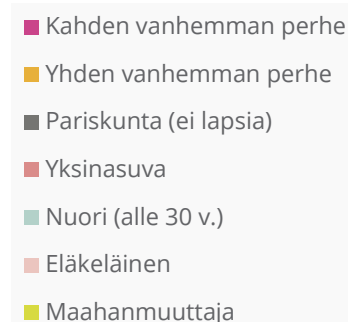 Kahden vanhemman perhe
Yhden vanhemman perhe
Pariskunta (ei lapsia)
Yksinasuva
Nuori (alle 30 v.)
Eläkeläinen
Maahanmuuttaja